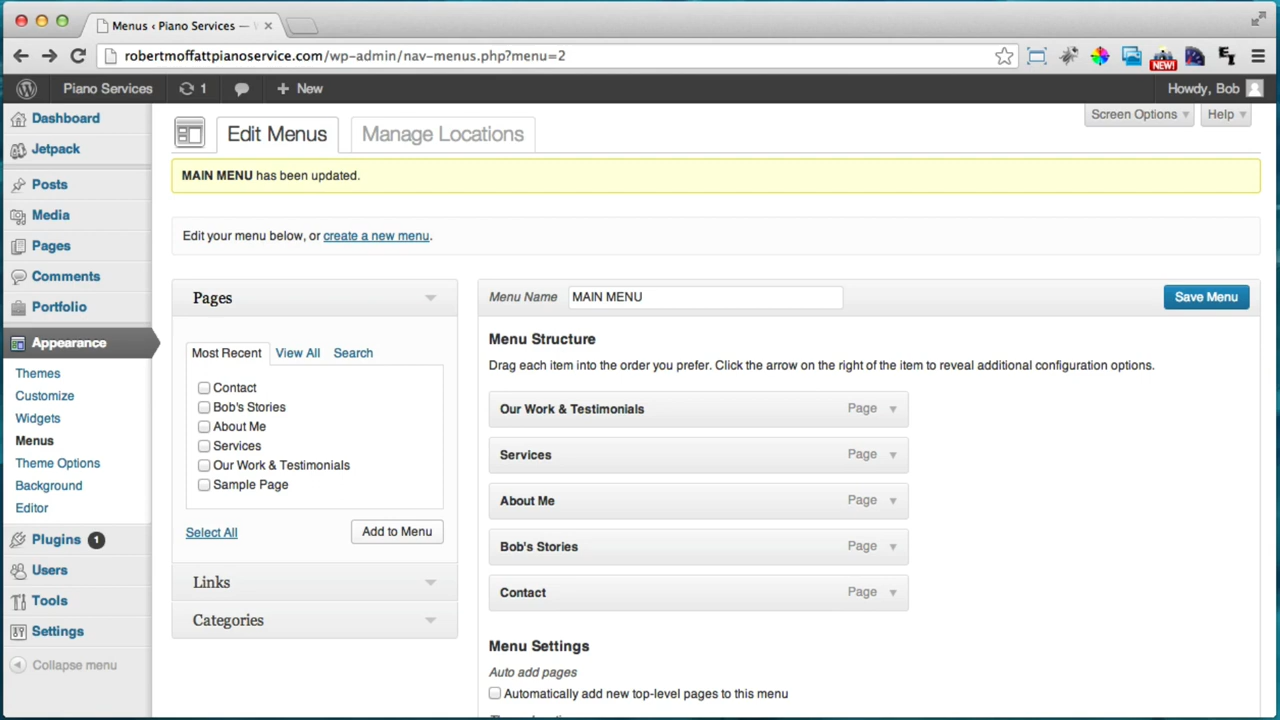 Menus ‹ Piano Services —
robertmoffattpianoservice.com/wp-admin/nav-menus.php?menu=2
NEW!
Piano Services 1 + New Howdy, Bob
Dashboard
Jetpack
Posts
Media
Pages
Comments
Portfolio
Appearance
Themes
Customize
Widgets
Menus
Theme Options
Background
Editor
Plugins 1
Users
Tools
Settings
Collapse menu
Screen Options Help
Edit Menus Manage Locations
MAIN MENU has been updated.
Edit your menu below, or create a new menu.
Pages
Most Recent View All Search
Contact
Bob's Stories
About Me
Services
Our Work & Testimonials
Sample Page
Select All Add to Menu
Links
Categories
Menu Name MAIN MENU Save Menu
Menu Structure
Drag each item into the order you prefer. Click the arrow on the right of the item to reveal additional configuration options.
Our Work & Testimonials Page
Services Page
About Me Page
Bob's Stories Page
Contact Page
Menu Settings
Auto add pages
Automatically add new top-level pages to this menu